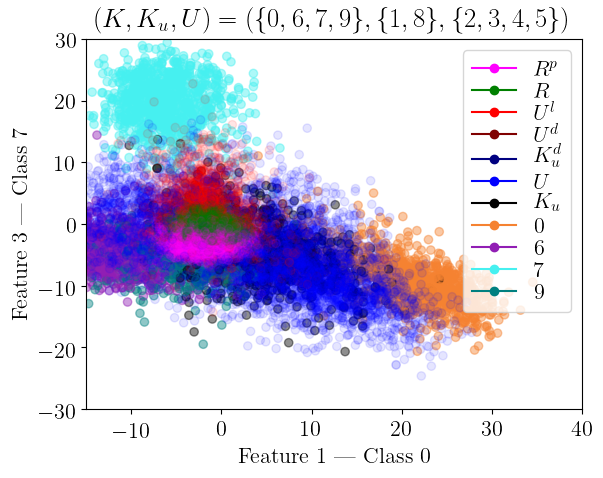 (K, K_u, U) = ({0, 6, 7, 9}, {1, 8}, {2, 3, 4, 5})
30
20
10
0
−10
−20
−30
Feature 3 — Class 7
R^p
R
U^l
U^d
K_u^d
U
K_u
0
6
7
9
−10 0 10 20 30 40
Feature 1 — Class 0